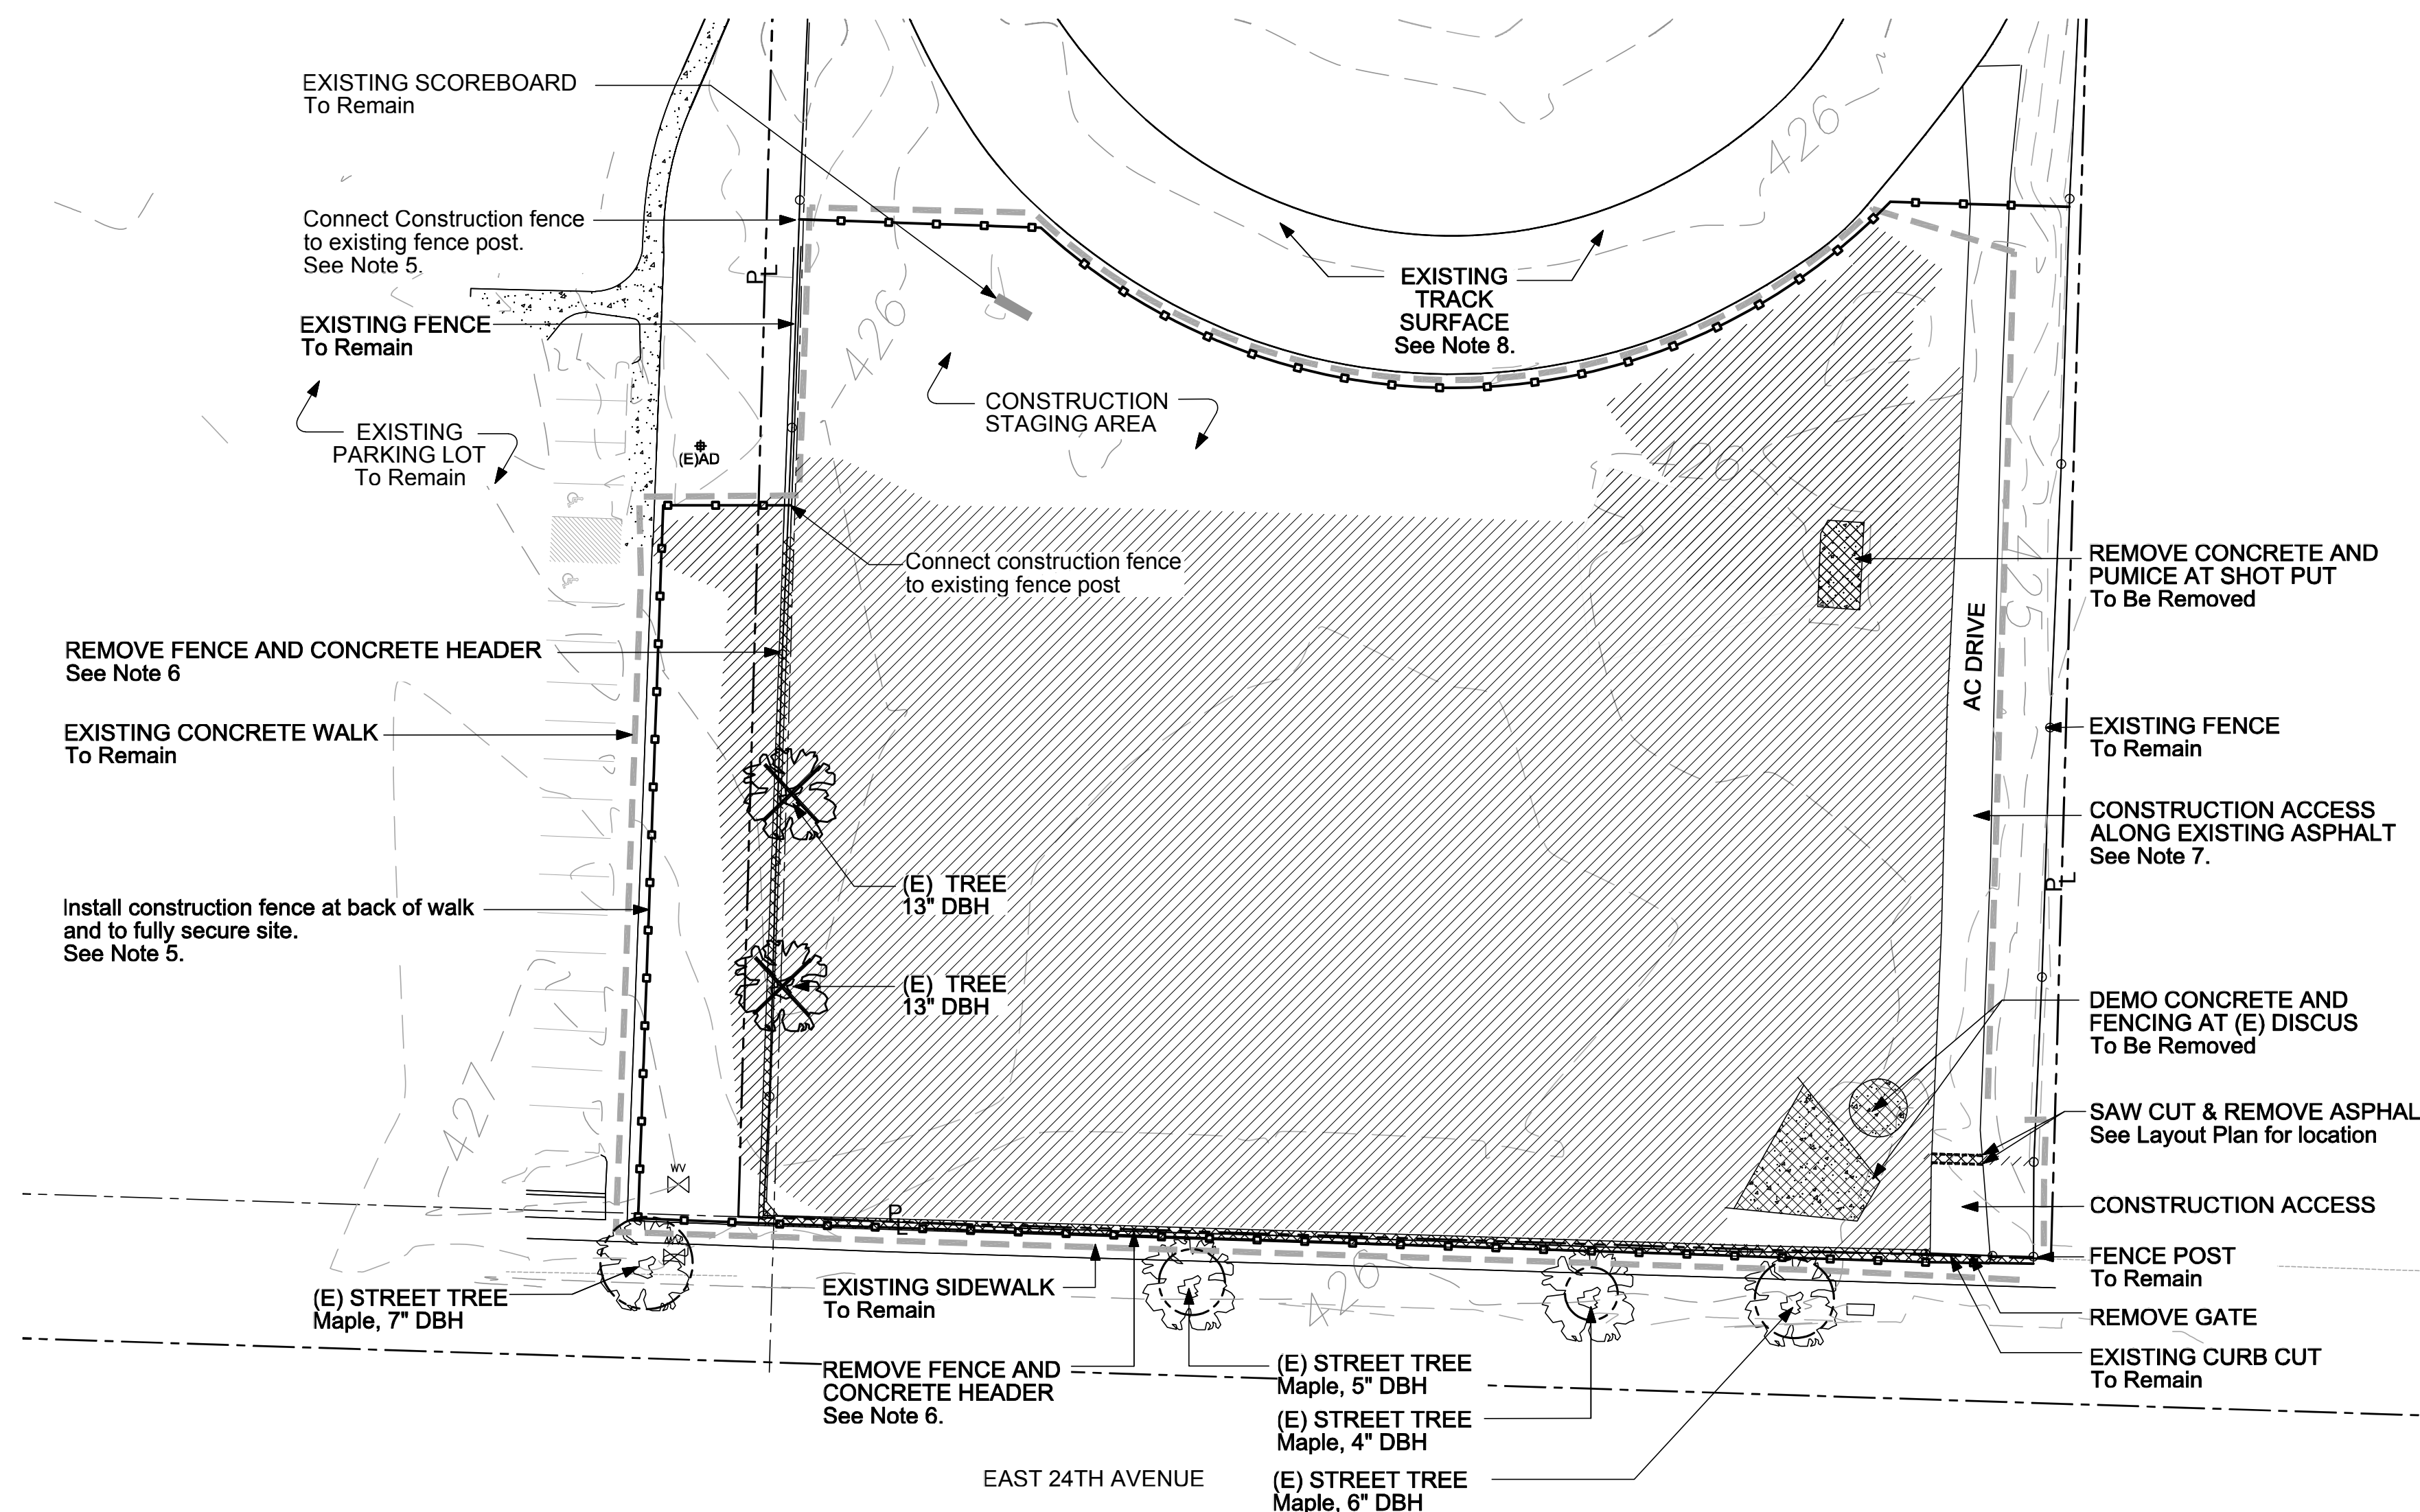 EXISTING SCOREBOARD
To Remain
Connect Construction fence
to existing fence post.
See Note 5.
EXISTING FENCE
To Remain
EXISTING
PARKING LOT
To Remain
(E)AD
PL
426
CONSTRUCTION
STAGING AREA
EXISTING
TRACK
SURFACE
See Note 8.
426
426
Connect construction fence
to existing fence post
REMOVE FENCE AND CONCRETE HEADER
See Note 6
EXISTING CONCRETE WALK
To Remain
Install construction fence at back of walk
and to fully secure site.
See Note 5.
(E) TREE
13" DBH
(E) TREE
13" DBH
427
WV
WV
PL
AC DRIVE
425
REMOVE CONCRETE AND
PUMICE AT SHOT PUT
To Be Removed
EXISTING FENCE
To Remain
CONSTRUCTION ACCESS
ALONG EXISTING ASPHALT
See Note 7.
PL
DEMO CONCRETE AND
FENCING AT (E) DISCUS
To Be Removed
SAW CUT & REMOVE ASPHAL
See Layout Plan for location
CONSTRUCTION ACCESS
FENCE POST
To Remain
REMOVE GATE
EXISTING CURB CUT
To Remain
(E) STREET TREE
Maple, 7" DBH
EXISTING SIDEWALK
To Remain
426
REMOVE FENCE AND
CONCRETE HEADER
See Note 6.
(E) STREET TREE
Maple, 5" DBH
(E) STREET TREE
Maple, 4" DBH
(E) STREET TREE
Maple, 6" DBH
EAST 24TH AVENUE